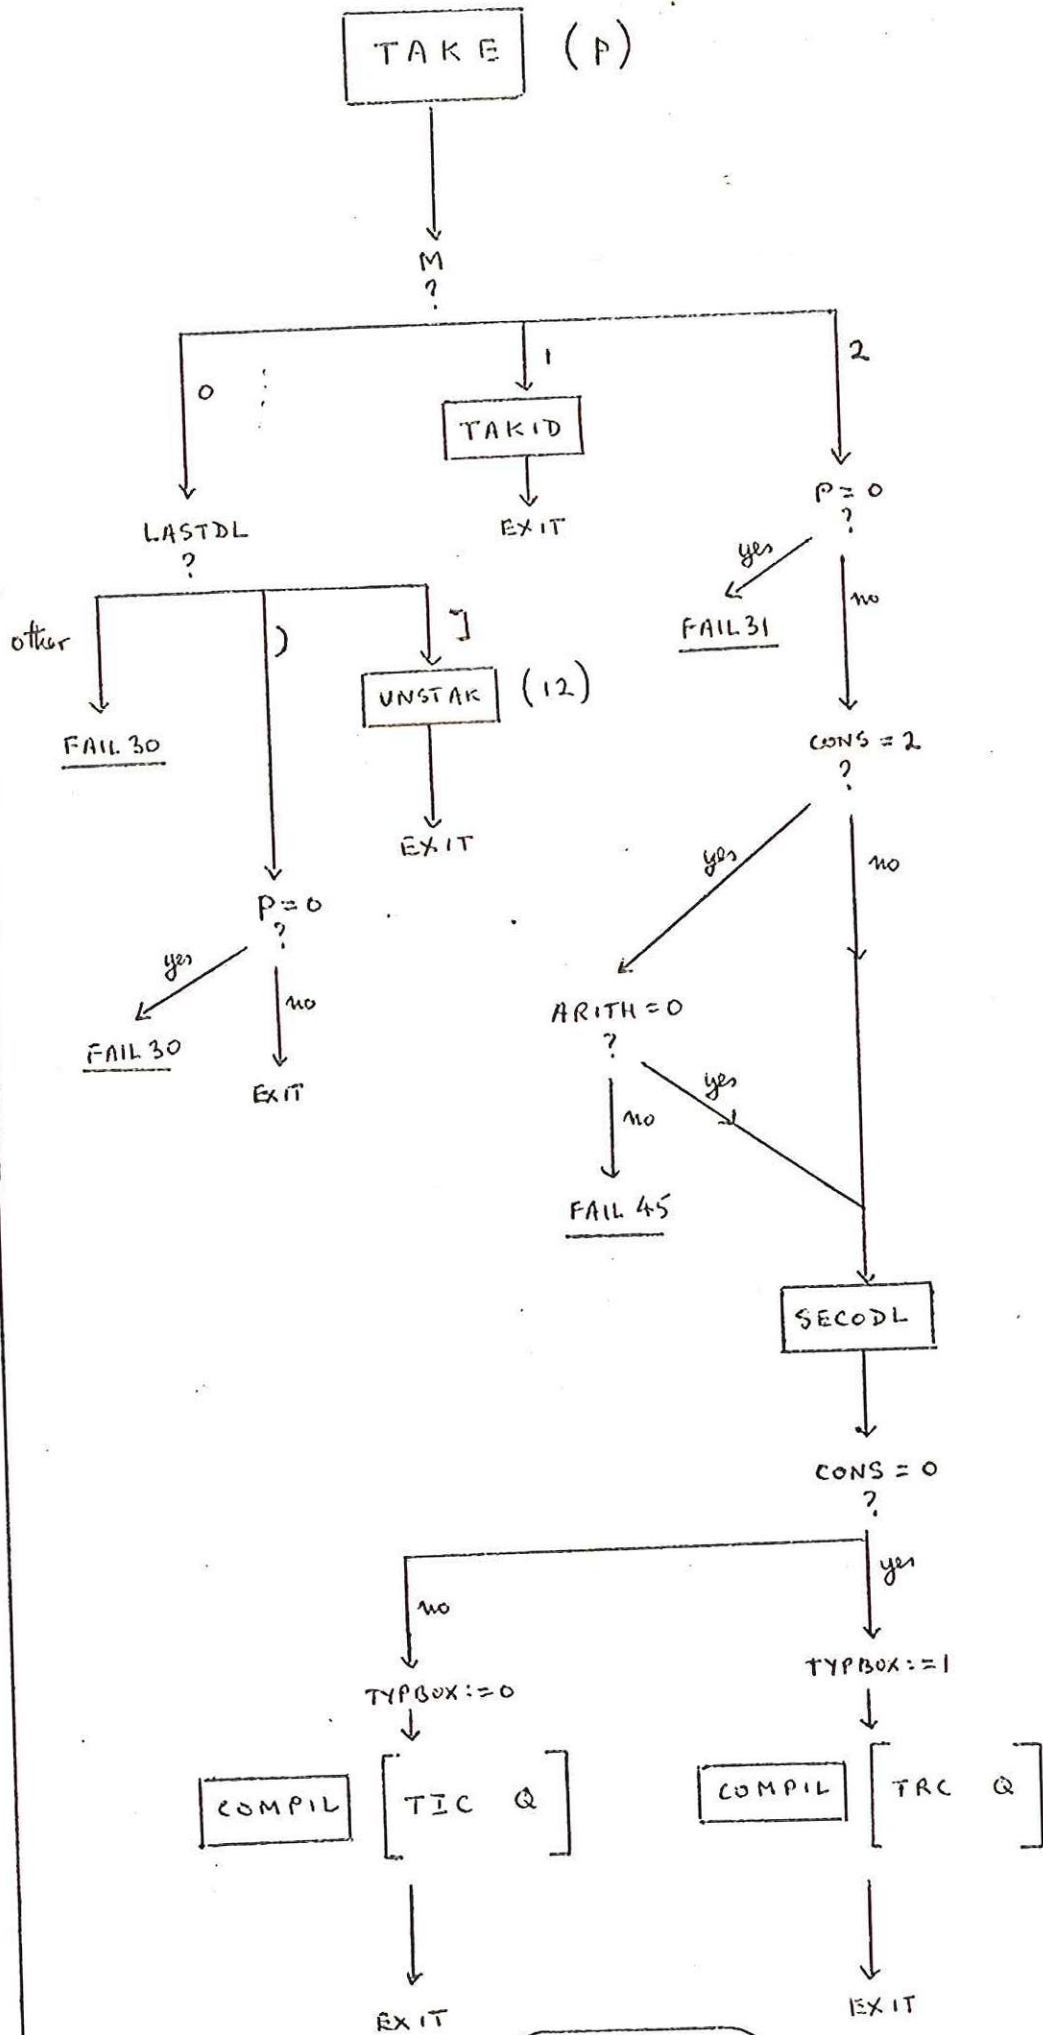 TAKE (P)
M
?
0
1
2
TAKID
EXIT
P = 0
?
yes
no
FAIL 31
LASTDL
?
other
)
]
FAIL 30
UNSTAK (12)
EXIT
CONS = 2
?
yes
no
P = 0
?
yes
no
FAIL 30
EXIT
ARITH = 0
?
yes
no
FAIL 45
SECODL
CONS = 0
?
no
yes
TYPBOX := 0
TYPBOX := 1
COMPIL [ TIC Q ]
COMPIL [ TRC Q ]
EXIT
EXIT